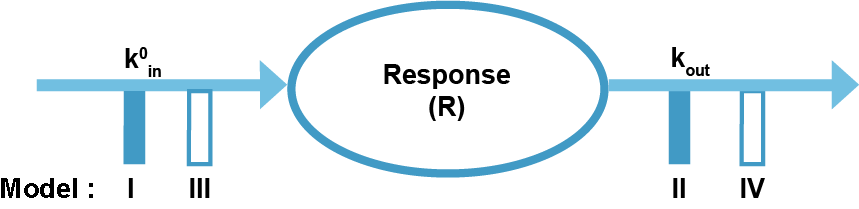 k⁰in
Response
(R)
kout
Model : I III II IV